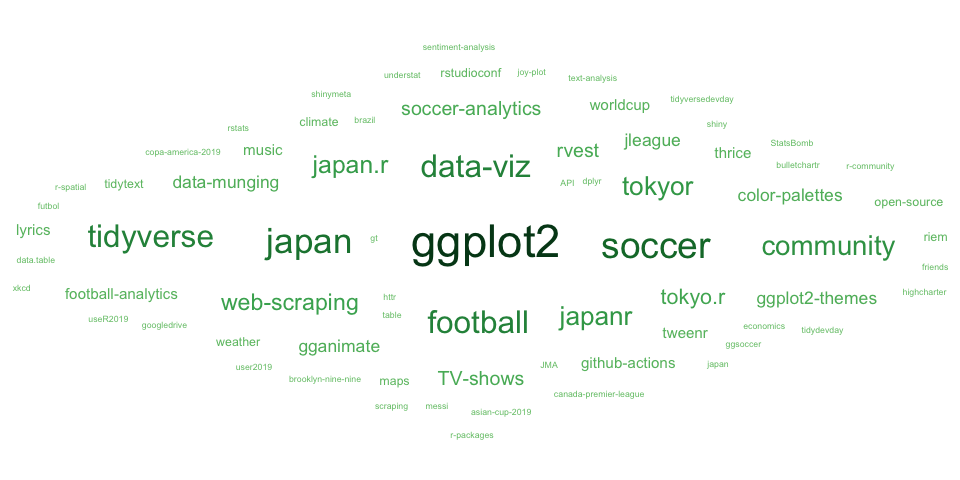 sentiment-analysis
understat rstudioconf joy-plot text-analysis
shinymeta soccer-analytics worldcup tidyversedevday
rstats climate brazil shiny
copa-america-2019 music japan.r data-viz rvest jleague thrice StatsBomb
bulletchartr r-community
r-spatial tidytext data-munging API dplyr tokyor color-palettes open-source
futbol
lyrics tidyverse japan gt ggplot2 soccer community riem
data.table friends
xkcd football-analytics web-scraping httr tokyo.r ggplot2-themes highcharter
useR2019 googledrive table football japanr tweenr economics tidydevday
weather gganimate ggsoccer
user2019 brooklyn-nine-nine maps TV-shows JMA github-actions japan
canada-premier-league
scraping messi asian-cup-2019
r-packages